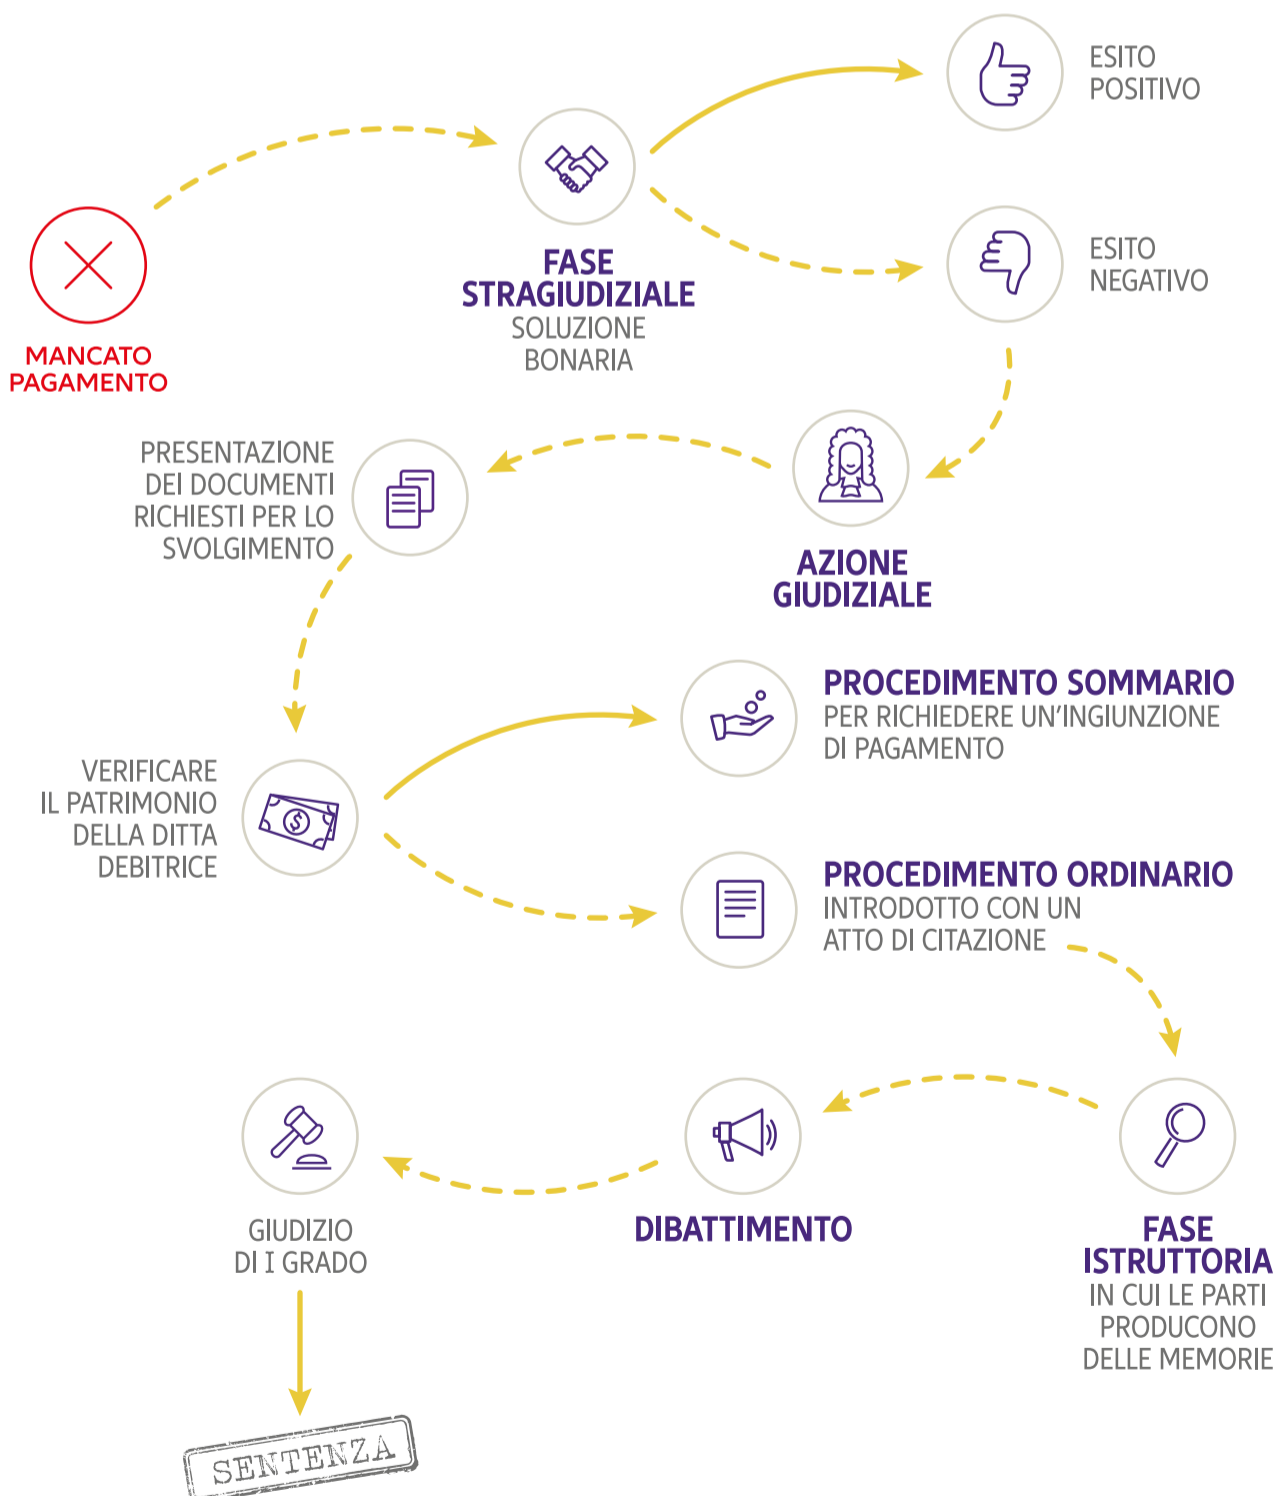 ESITO
POSITIVO
FASE
STRAGIUDIZIALE
SOLUZIONE
BONARIA
ESITO
NEGATIVO
MANCATO
PAGAMENTO
PRESENTAZIONE
DEI DOCUMENTI
RICHIESTI PER LO
SVOLGIMENTO
AZIONE
GIUDIZIALE
VERIFICARE
IL PATRIMONIO
DELLA DITTA
DEBITRICE
$
PROCEDIMENTO SOMMARIO
PER RICHIEDERE UN'INGIUNZIONE
DI PAGAMENTO
PROCEDIMENTO ORDINARIO
INTRODOTTO CON UN
ATTO DI CITAZIONE
FASE
ISTRUTTORIA
IN CUI LE PARTI
PRODUCONO
DELLE MEMORIE
DIBATTIMENTO
GIUDIZIO
DI I GRADO
SENTENZA